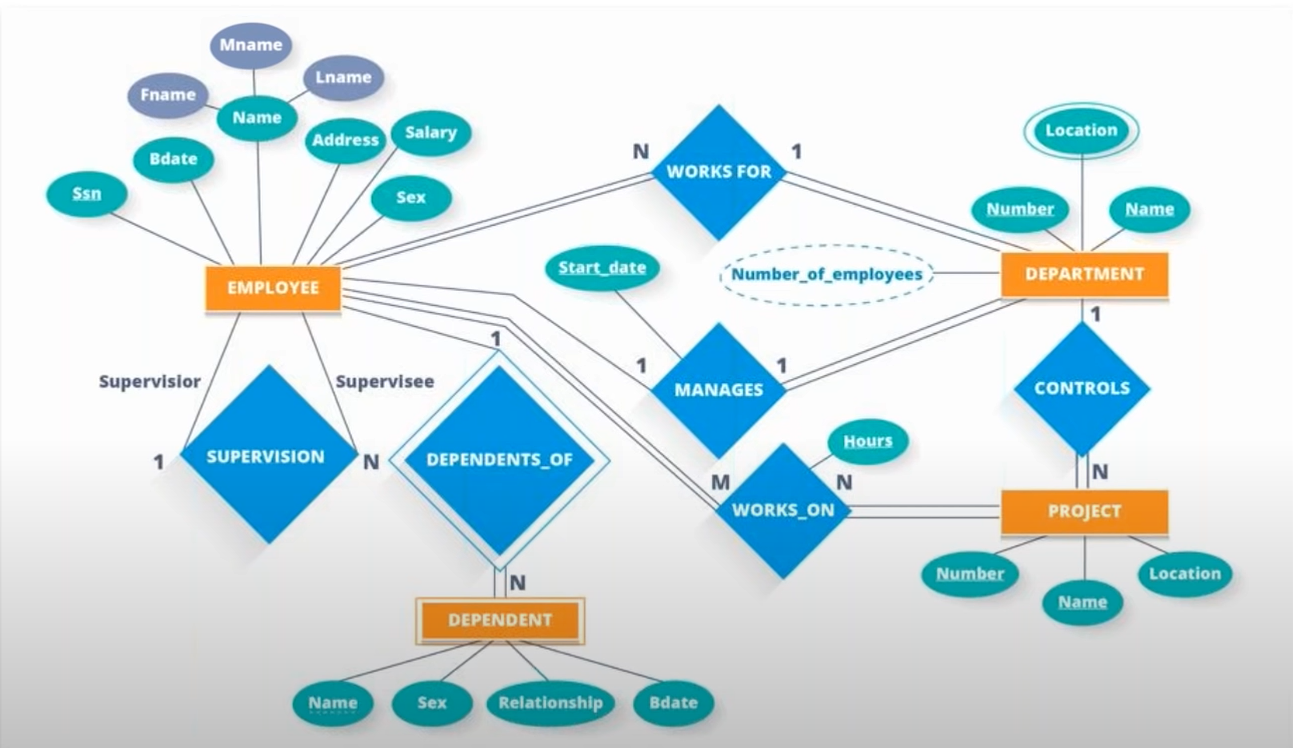 Mname
Lname
Fname
Name
Address
Salary
Bdate
Ssn
Sex
EMPLOYEE
N
WORKS FOR
1
Location
Number
Name
DEPARTMENT
Number_of_employees
Start_date
1
MANAGES
1
1
CONTROLS
N
Supervisior
Supervisee
1
SUPERVISION
N
1
DEPENDENTS_OF
N
Hours
M
WORKS_ON
N
PROJECT
Number
Name
Location
DEPENDENT
Name
Sex
Relationship
Bdate